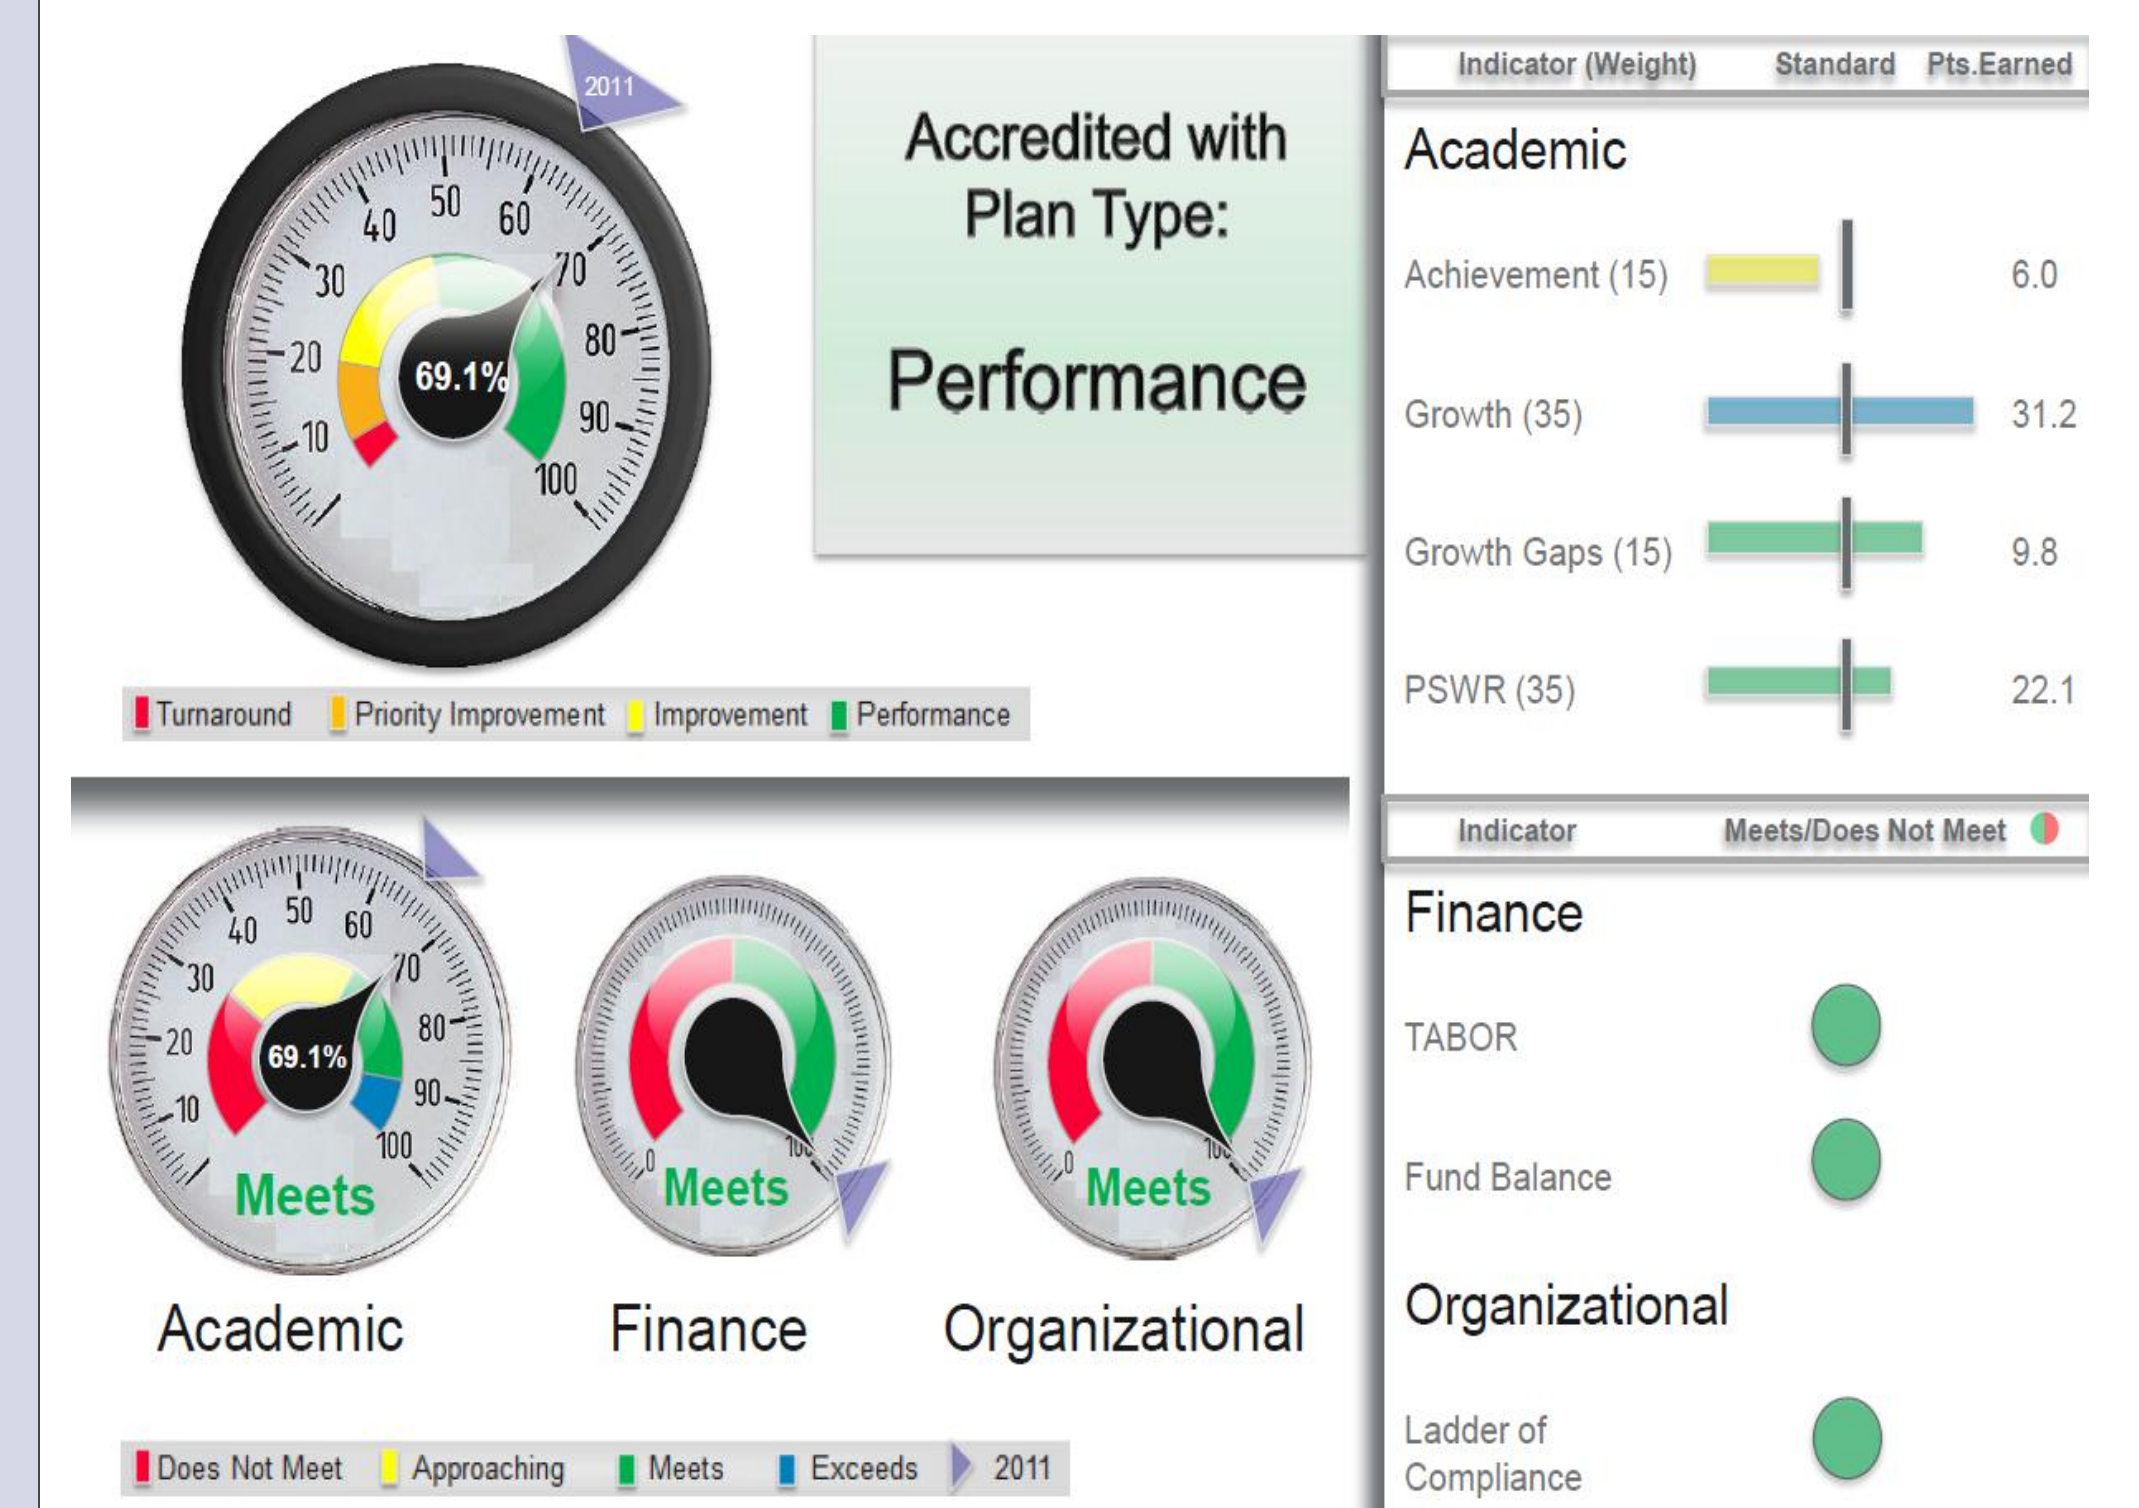 2011
50
40
60
30
70
20
80
69.1%
10
90
100
Turnaround
Priority Improvement
Improvement
Performance
Accredited with
Plan Type:
Performance
Indicator (Weight) Standard Pts.Earned
Academic
Achievement (15) 6.0
Growth (35) 31.2
Growth Gaps (15) 9.8
PSWR (35) 22.1
50
40
60
30
70
20
80
69.1%
10
90
100
Meets
Academic
0
100
Meets
Finance
0
100
Meets
Organizational
Does Not Meet
Approaching
Meets
Exceeds
2011
Indicator Meets/Does Not Meet
Finance
TABOR
Fund Balance
Organizational
Ladder of
Compliance